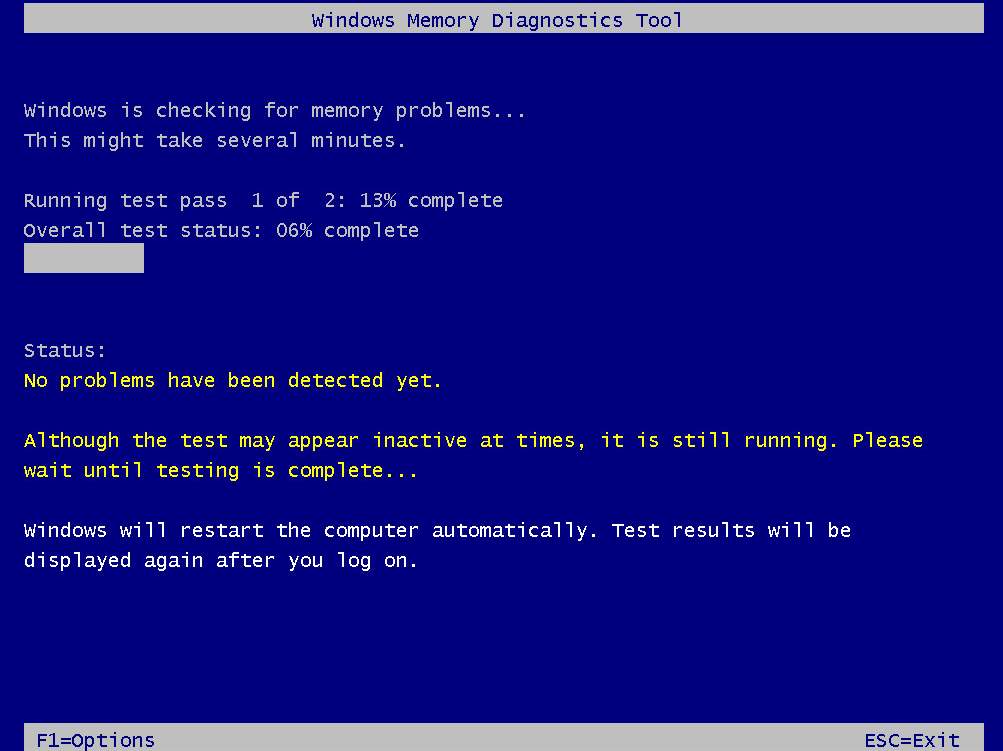 Windows Memory Diagnostics Tool
Windows is checking for memory problems...
This might take several minutes.
Running test pass  1 of  2: 13% complete
Overall test status: 06% complete
Status:
No problems have been detected yet.
Although the test may appear inactive at times, it is still running. Please
wait until testing is complete...
Windows will restart the computer automatically. Test results will be
displayed again after you log on.
F1=Options ESC=Exit